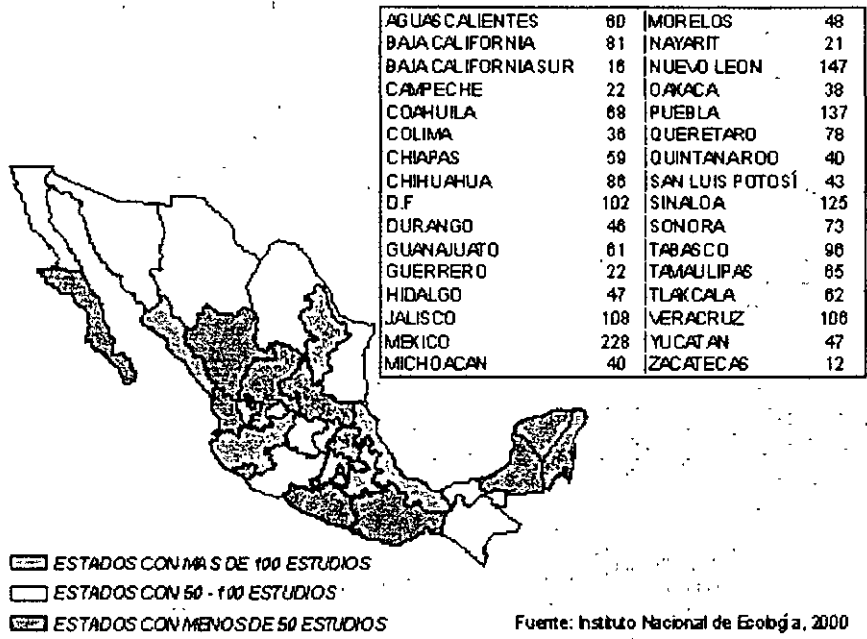 AGUASCALIENTES 60 MORELOS 48
BAJA CALIFORNIA 81 NAYARIT 21
BAJA CALIFORNIA SUR 16 NUEVO LEON 147
CAMPECHE 22 OAXACA 38
COAHUILA 69 PUEBLA 137
COLIMA 36 QUERETARO 78
CHIAPAS 59 QUINTANAROO 40
CHIHUAHUA 86 SAN LUIS POTOSÍ 43
D.F 102 SINALOA 125
DURANGO 46 SONORA 73
GUANAJUATO 61 TABASCO 96
GUERRERO 22 TAMAULIPAS 65
HIDALGO 47 TLAXCALA 62
JALISCO 108 VERACRUZ 106
MEXICO 228 YUCATAN 47
MICHOACAN 40 ZACATECAS 12
ESTADOS CON MAS DE 100 ESTUDIOS
ESTADOS CON 50 - 100 ESTUDIOS
ESTADOS CON MENOS DE 50 ESTUDIOS
Fuente: Instituto Nacional de Ecología, 2000